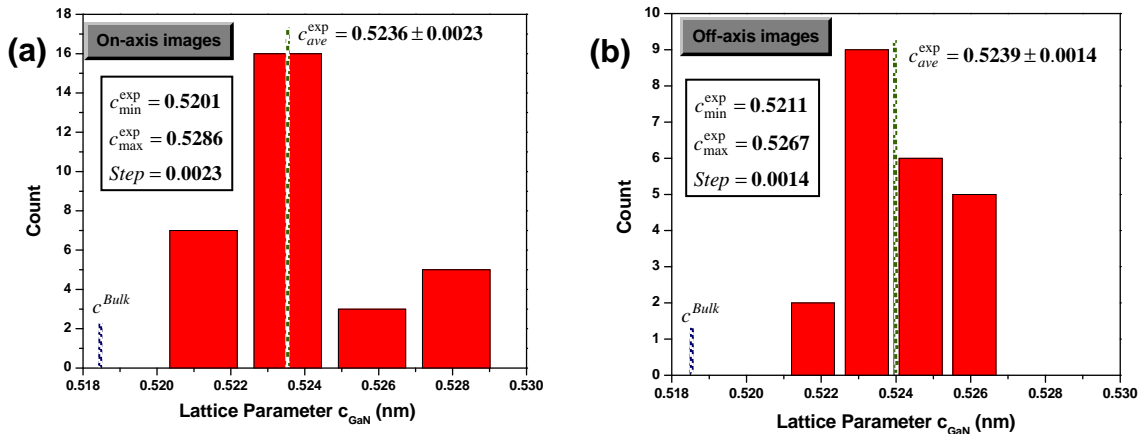 (a)
On-axis images
c_ave^exp = 0.5236 ± 0.0023
c_min^exp = 0.5201
c_max^exp = 0.5286
Step = 0.0023
c^Bulk
Count
18
16
14
12
10
8
6
4
2
0
0.518 0.520 0.522 0.524 0.526 0.528 0.530
Lattice Parameter c_GaN (nm)
(b)
Off-axis images
c_ave^exp = 0.5239 ± 0.0014
c_min^exp = 0.5211
c_max^exp = 0.5267
Step = 0.0014
c^Bulk
Count
10
9
8
7
6
5
4
3
2
1
0
0.518 0.520 0.522 0.524 0.526 0.528 0.530
Lattice Parameter c_GaN (nm)